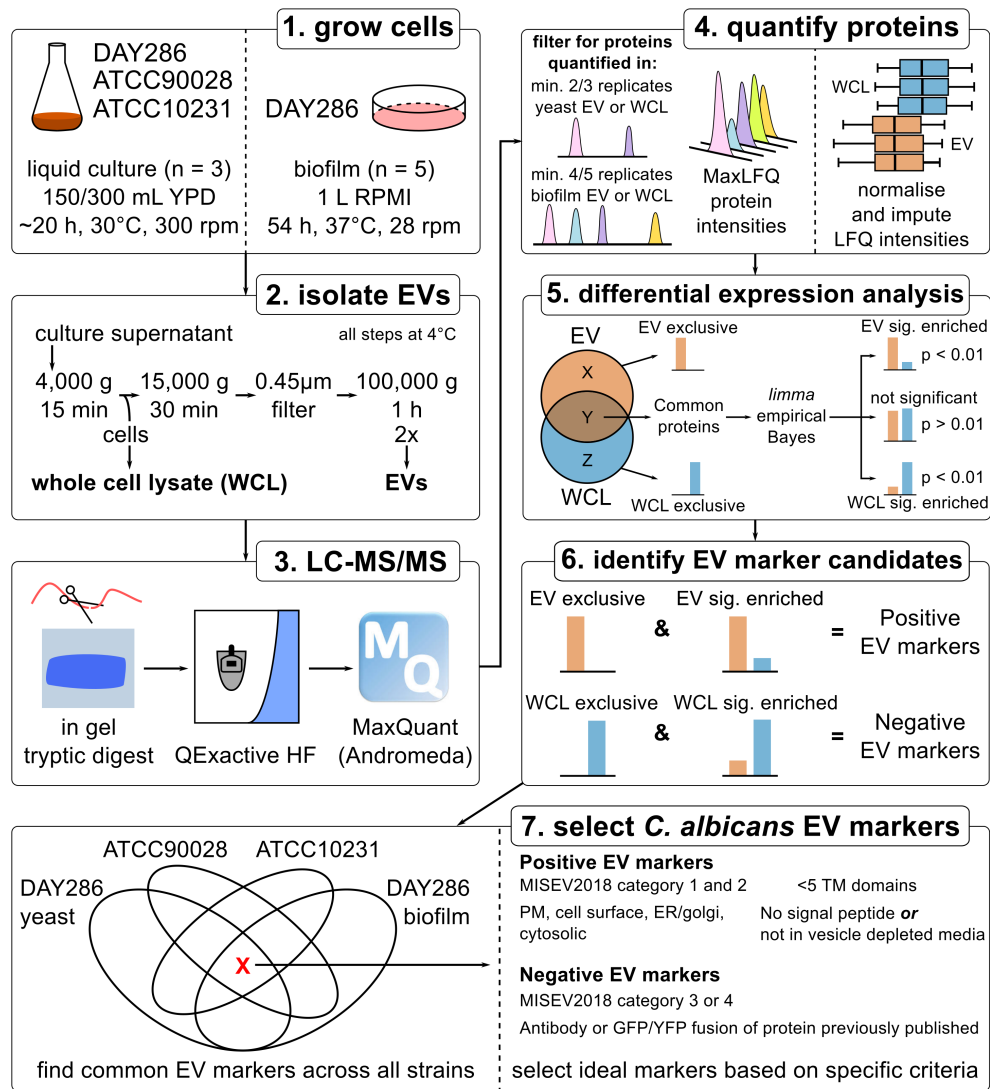 1. grow cells
DAY286
ATCC90028
ATCC10231
liquid culture (n = 3)
150/300 mL YPD
~20 h, 30°C, 300 rpm
DAY286
biofilm (n = 5)
1 L RPMI
54 h, 37°C, 28 rpm
2. isolate EVs
culture supernatant
all steps at 4°C
4,000 g
15 min
15,000 g
30 min
0.45µm
filter
100,000 g
1 h
2x
cells
whole cell lysate (WCL)
EVs
3. LC-MS/MS
in gel
tryptic digest
QExactive HF
MQ
MaxQuant
(Andromeda)
4. quantify proteins
filter for proteins
quantified in:
min. 2/3 replicates
yeast EV or WCL
min. 4/5 replicates
biofilm EV or WCL
MaxLFQ
protein
intensities
WCL
EV
normalise
and impute
LFQ intensities
5. differential expression analysis
EV
X
Y
Z
WCL
EV exclusive
Common
proteins
WCL exclusive
limma
empirical
Bayes
EV sig. enriched
p < 0.01
not significant
p > 0.01
p < 0.01
WCL sig. enriched
6. identify EV marker candidates
EV exclusive
&
EV sig. enriched
=
Positive
EV markers
WCL exclusive
&
WCL sig. enriched
=
Negative
EV markers
7. select C. albicans EV markers
ATCC90028
ATCC10231
DAY286
yeast
DAY286
biofilm
X
find common EV markers across all strains
Positive EV markers
MISEV2018 category 1 and 2
<5 TM domains
PM, cell surface, ER/golgi,
cytosolic
No signal peptide or
not in vesicle depleted media
Negative EV markers
MISEV2018 category 3 or 4
Antibody or GFP/YFP fusion of protein previously published
select ideal markers based on specific criteria